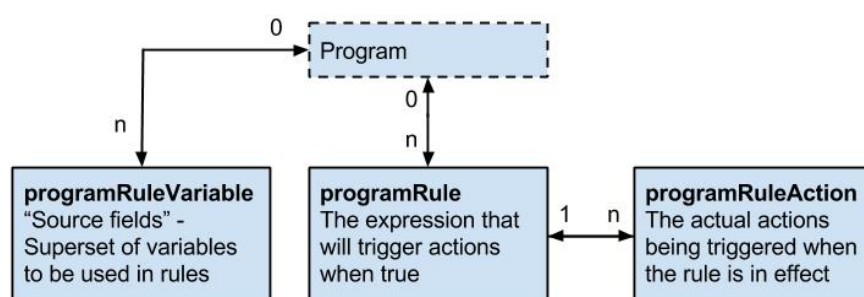 0
Program
0
n
n
programRuleVariable
“Source fields” -
Superset of variables
to be used in rules
programRule
The expression that
will trigger actions
when true
1
n
programRuleAction
The actual actions
being triggered when
the rule is in effect